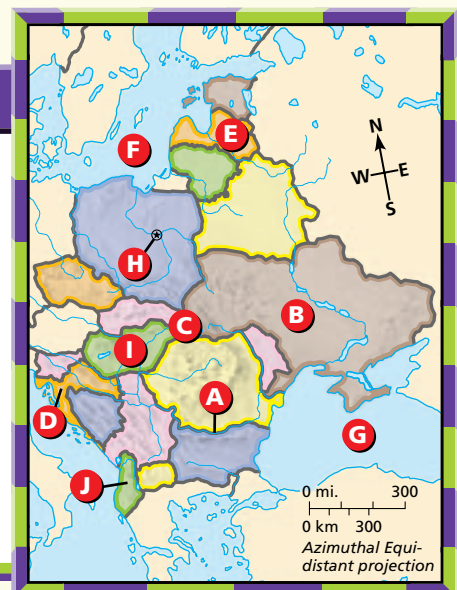 F
E
N
W E
S
H
B
C
I
A
D
G
J
0 mi. 300
0 km 300
Azimuthal Equi-
distant projection